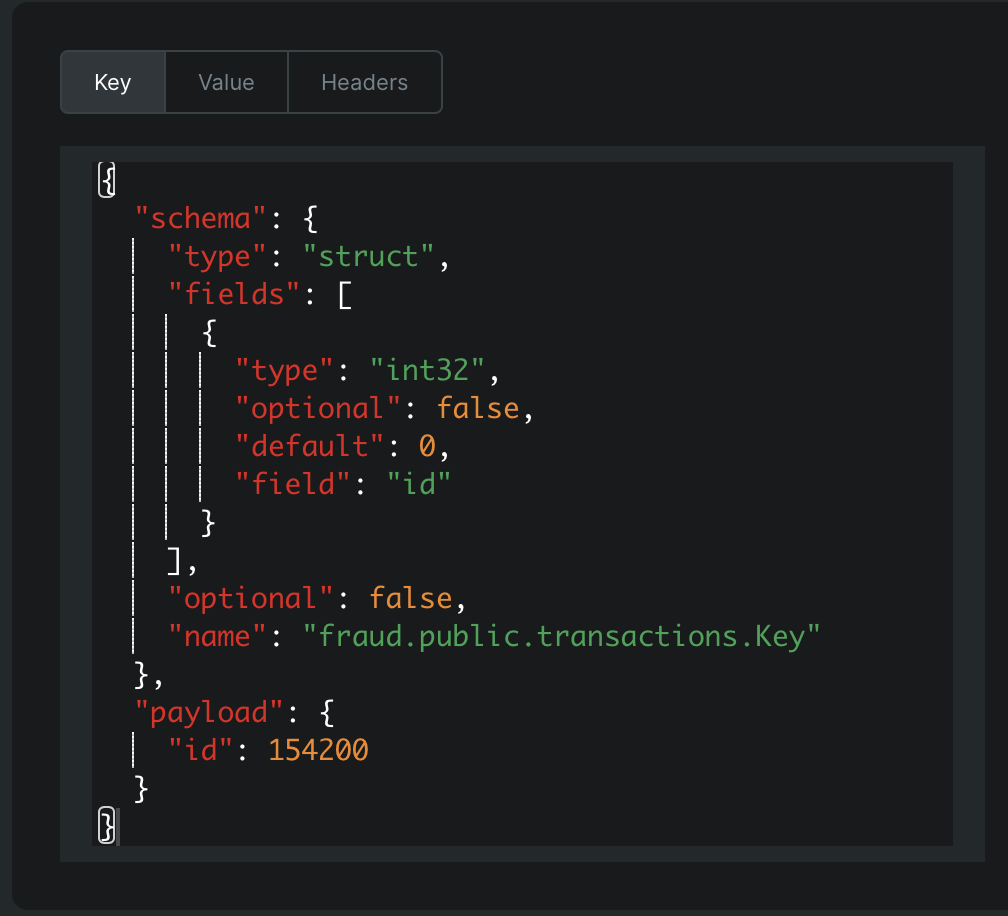 Key Value Headers
{
"schema": {
"type": "struct",
"fields": [
{
"type": "int32",
"optional": false,
"default": 0,
"field": "id"
}
],
"optional": false,
"name": "fraud.public.transactions.Key"
},
"payload": {
"id": 154200
}
}